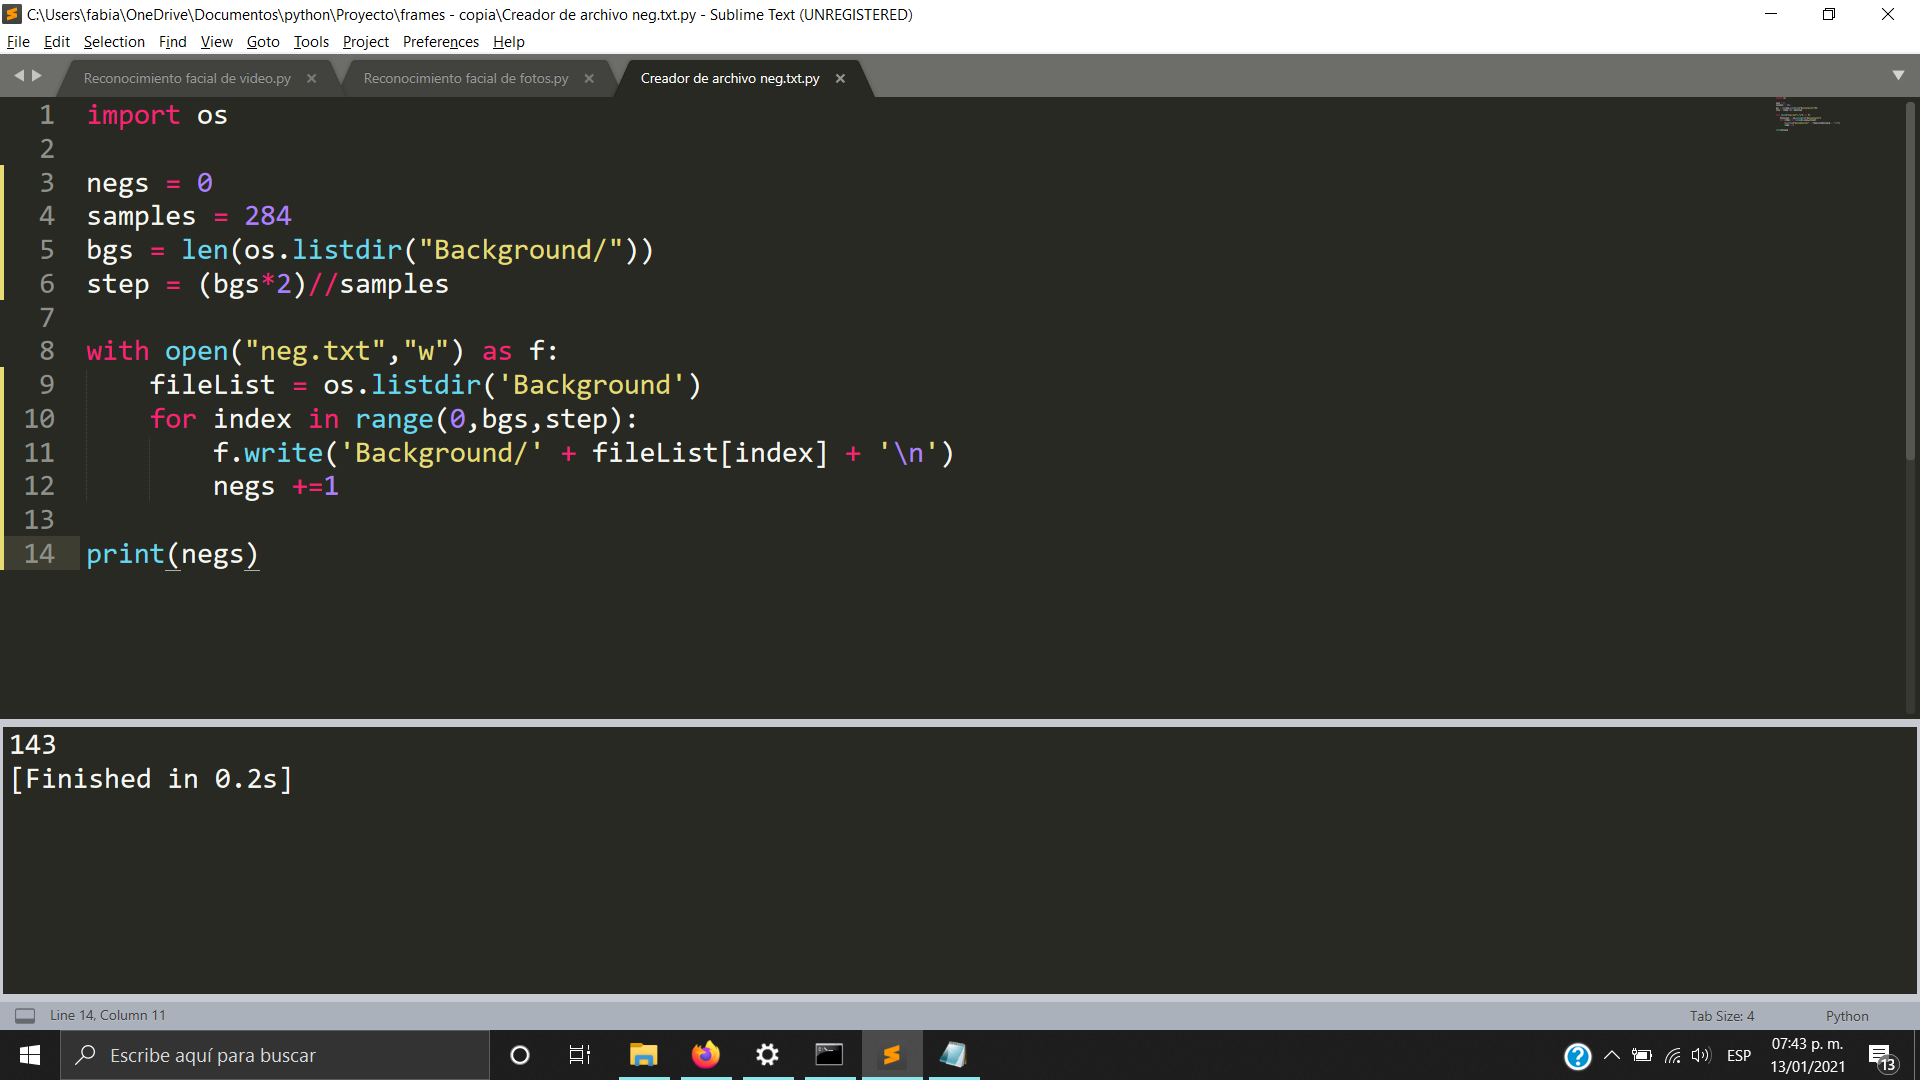 C:\Users\fabia\OneDrive\Documentos\python\Proyecto\frames - copia\Creador de archivo neg.txt.py - Sublime Text (UNREGISTERED)
File Edit Selection Find View Goto Tools Project Preferences Help
Reconocimiento facial de video.py Reconocimiento facial de fotos.py Creador de archivo neg.txt.py
1 import os
2
3 negs = 0
4 samples = 284
5 bgs = len(os.listdir("Background/"))
6 step = (bgs*2)//samples
7
8 with open("neg.txt","w") as f:
9     fileList = os.listdir('Background')
10     for index in range(0,bgs,step):
11         f.write('Background/' + fileList[index] + '\n')
12         negs +=1
13
14 print(negs)
143
[Finished in 0.2s]
Line 14, Column 11 Tab Size: 4 Python
Escribe aquí para buscar ESP 07:43 p. m.
13/01/2021 13